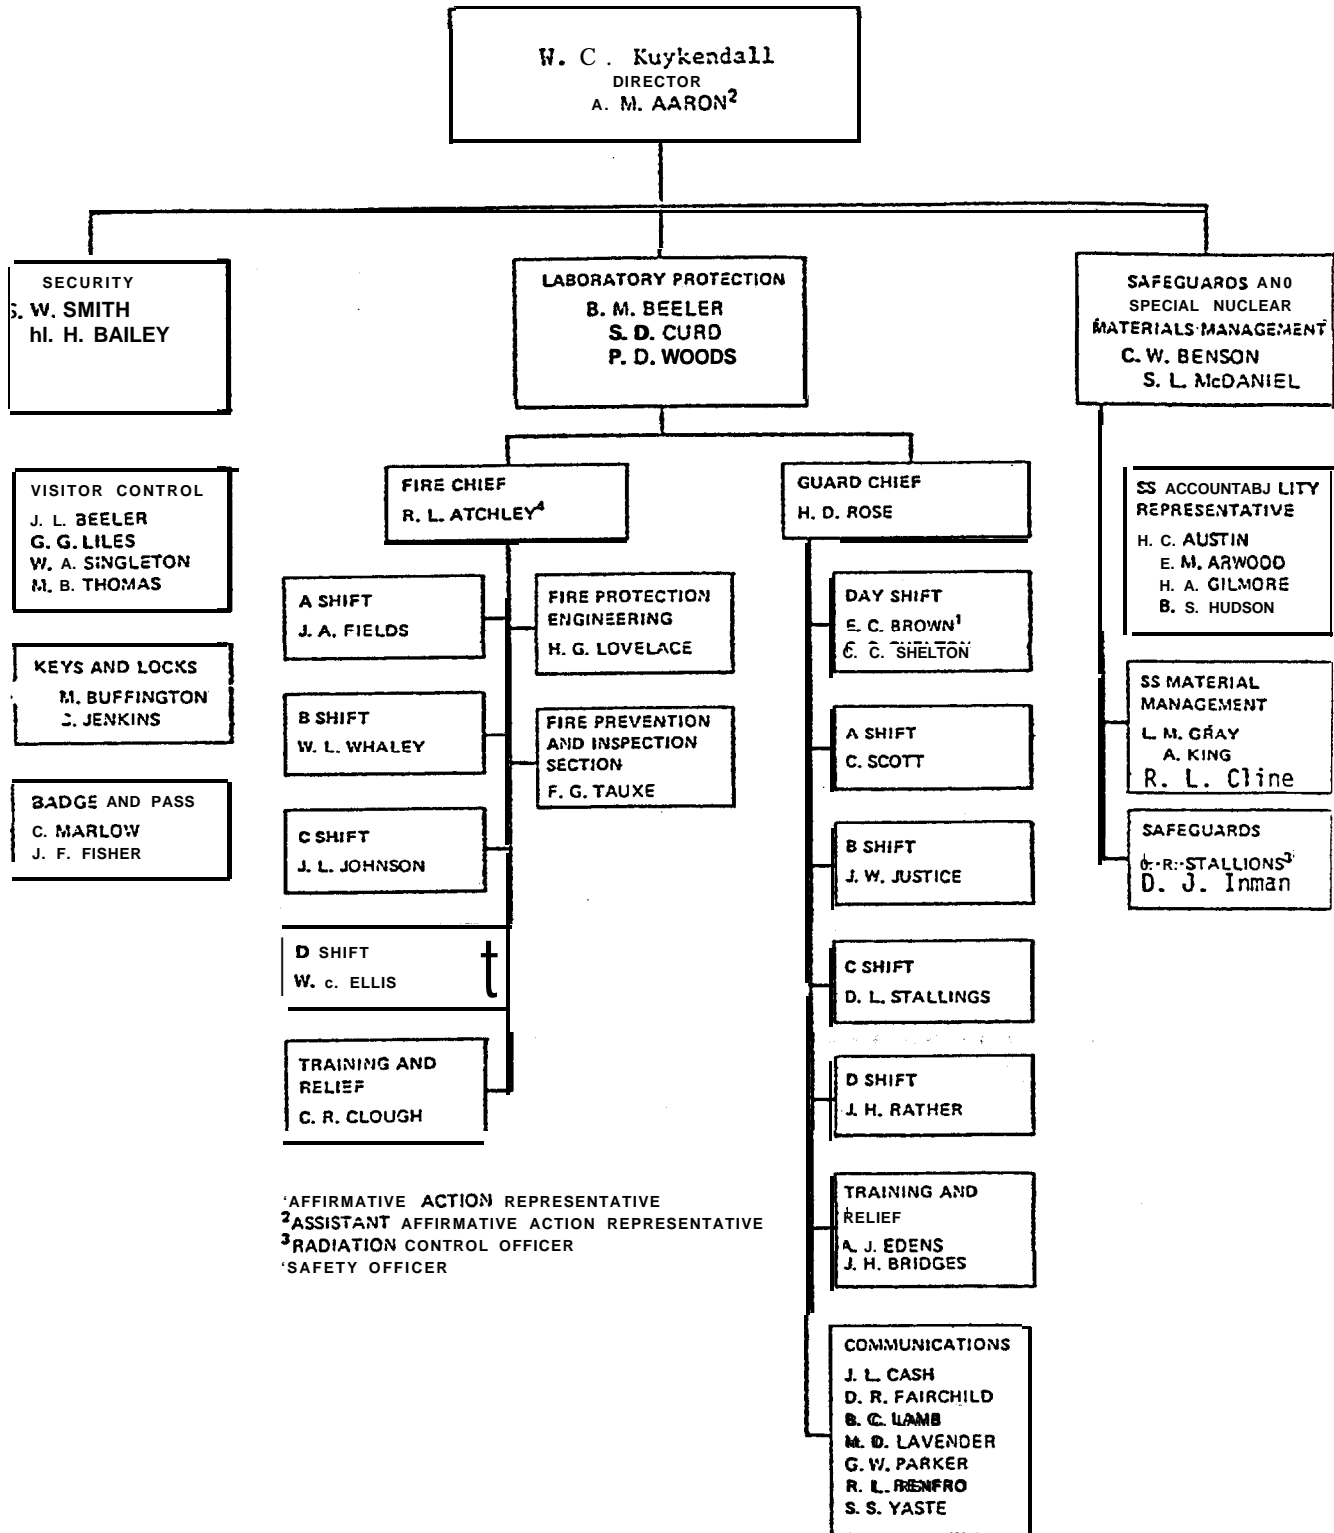 W. C. Kuykendall
DIRECTOR
A. M. AARON2
SECURITY
S. W. SMITH
hl. H. BAILEY
LABORATORY PROTECTION
B. M. BEELER
S. D. CURD
P. D. WOODS
SAFEGUARDS AN0
SPECIAL NUCLEAR
MATERIALS MANAGEMENT
C. W. BENSON
S. L. McDANIEL
VISITOR CONTROL
J. L. BEELER
G. G. LILES
W. A. SINGLETON
M. B. THOMAS
KEYS AND LOCKS
M. BUFFINGTON
JENKINS
BADGE AND PASS
C. MARLOW
J. F. FISHER
FIRE CHIEF
R. L. ATCHLEY4
A SHIFT
J. A. FIELDS
B SHIFT
W. L. WHALEY
C SHIFT
J. L. JOHNSON
D SHIFT
W. c. ELLIS
t
TRAINING AND
RELIEF
C. R. CLOUGH
FIRE PROTECTION
ENGINEERING
H. G. LOVELACE
FIRE PREVENTION
AND INSPECTION
SECTION
F. G. TAUXE
GUARD CHIEF
H. D. ROSE
DAY SHIFT
E. C. BROWN1
C. C. SHELTON
A SHIFT
C. SCOTT
B SHIFT
J. W. JUSTICE
C SHIFT
D. L. STALLINGS
D SHIFT
J. H. RATHER
TRAINING AND
RELIEF
A. J. EDENS
J. H. BRIDGES
COMMUNICATIONS
J. L. CASH
D. R. FAIRCHILD
B. C. LAMB
M. D. LAVENDER
G. W. PARKER
R. L. RENFRO
S. S. YASTE
SS ACCOUNTABJ LITY
REPRESENTATIVE
H. C. AUSTIN
E. M. ARWOOD
H. A. GILMORE
B. S. HUDSON
SS MATERIAL
MANAGEMENT
L. M. GRAY
A. KING
R. L. Cline
SAFEGUARDS
R. STALLIONS3
D. J. Inman
'AFFIRMATIVE ACTION REPRESENTATIVE
2ASSISTANT AFFIRMATIVE ACTION REPRESENTATIVE
3RADIATION CONTROL OFFICER
'SAFETY OFFICER